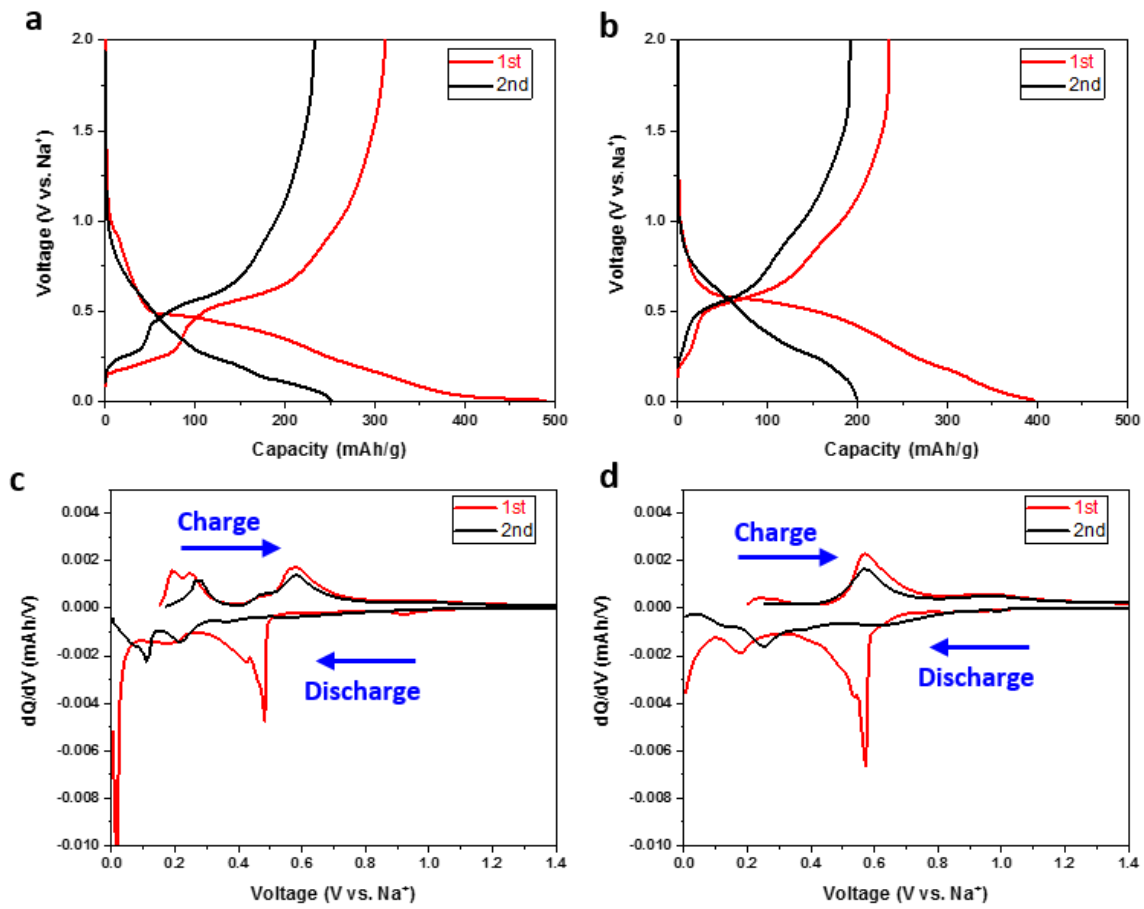 a
2.0
1.5
1.0
0.5
0.0
Voltage (V vs. Na⁺)
1st
2nd
0
100
200
300
400
500
Capacity (mAh/g)
b
2.0
1.5
1.0
0.5
0.0
Voltage (V vs.Na⁺)
1st
2nd
0
100
200
300
400
500
Capacity (mAh/g)
c
0.004
0.002
0.000
-0.002
-0.004
-0.006
-0.008
-0.010
dQ/dV (mAh/V)
1st
2nd
Charge
Discharge
0.0
0.2
0.4
0.6
0.8
1.0
1.2
1.4
Voltage (V vs. Na⁺)
d
0.004
0.002
0.000
-0.002
-0.004
-0.006
-0.008
-0.010
dQ/dV (mAh/V)
1st
2nd
Charge
Discharge
0.0
0.2
0.4
0.6
0.8
1.0
1.2
1.4
Voltage (V vs. Na⁺)